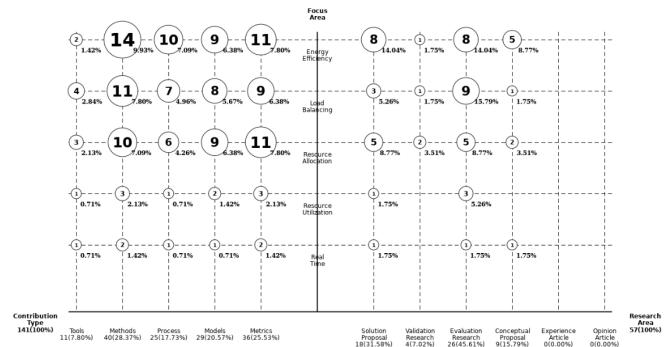 Focus
Area
2 14 10 9 11 8 1 8 5
1.42% 9.93% 7.09% 6.38% 7.80% 14.04% 1.75% 14.04% 8.77%
Energy
Efficiency
4 11 7 8 9 3 1 9 1
2.84% 7.80% 4.96% 5.67% 6.38% 5.26% 1.75% 15.79% 1.75%
Load
Balancing
3 10 6 9 11 5 2 5 2
2.13% 7.09% 4.26% 6.38% 7.80% 8.77% 3.51% 8.77% 3.51%
Resource
Allocation
1 3 1 2 3 1 3
0.71% 2.13% 0.71% 1.42% 2.13% 1.75% 5.26%
Resource
Utilization
1 2 1 1 2 1 1 1
0.71% 1.42% 0.71% 0.71% 1.42% 1.75% 1.75% 1.75%
Real
Time
Contribution
Type
141(100%)
Tools
11(7.80%)
Methods
40(28.37%)
Process
25(17.73%)
Models
29(20.57%)
Metrics
36(25.53%)
Solution
Proposal
18(31.58%)
Validation
Research
4(7.02%)
Evaluation
Research
26(45.61%)
Conceptual
Proposal
9(15.79%)
Experience
Article
0(0.00%)
Opinion
Article
0(0.00%)
Research
Area
57(100%)